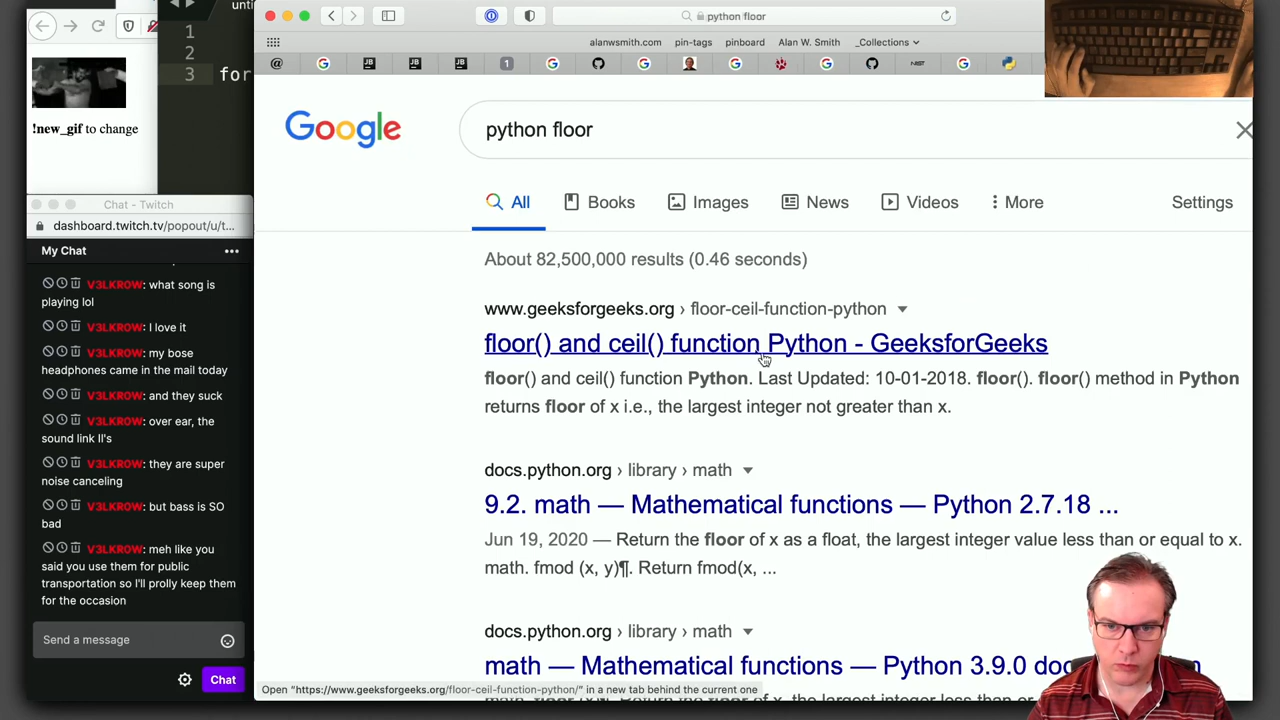 unti
1
2
3 for
!new_gif to change
python floor
alanwsmith.com pin-tags pinboard Alan W. Smith _Collections
Google
python floor
All Books Images News Videos More Settings
About 82,500,000 results (0.46 seconds)
www.geeksforgeeks.org › floor-ceil-function-python
floor() and ceil() function Python - GeeksforGeeks
floor() and ceil() function Python. Last Updated: 10-01-2018. floor(). floor() method in Python
returns floor of x i.e., the largest integer not greater than x.
docs.python.org › library › math
9.2. math — Mathematical functions — Python 2.7.18 ...
Jun 19, 2020 — Return the floor of x as a float, the largest integer value less than or equal to x.
math. fmod (x, y)¶. Return fmod(x, ...
docs.python.org › library › math
math — Mathematical functions — Python 3.9.0
Open "https://www.geeksforgeeks.org/floor-ceil-function-python/" in a new tab behind the current one
Chat - Twitch
dashboard.twitch.tv/popout/u/t...
My Chat
V3LKR0W: what song is
playing lol
V3LKR0W: I love it
V3LKR0W: my bose
headphones came in the mail today
V3LKR0W: and they suck
V3LKR0W: over ear, the
sound link II's
V3LKR0W: they are super
noise canceling
V3LKR0W: but bass is SO
bad
V3LKR0W: meh like you
said you use them for public
transportation so I'll prolly keep them
for the occasion
Send a message
Chat